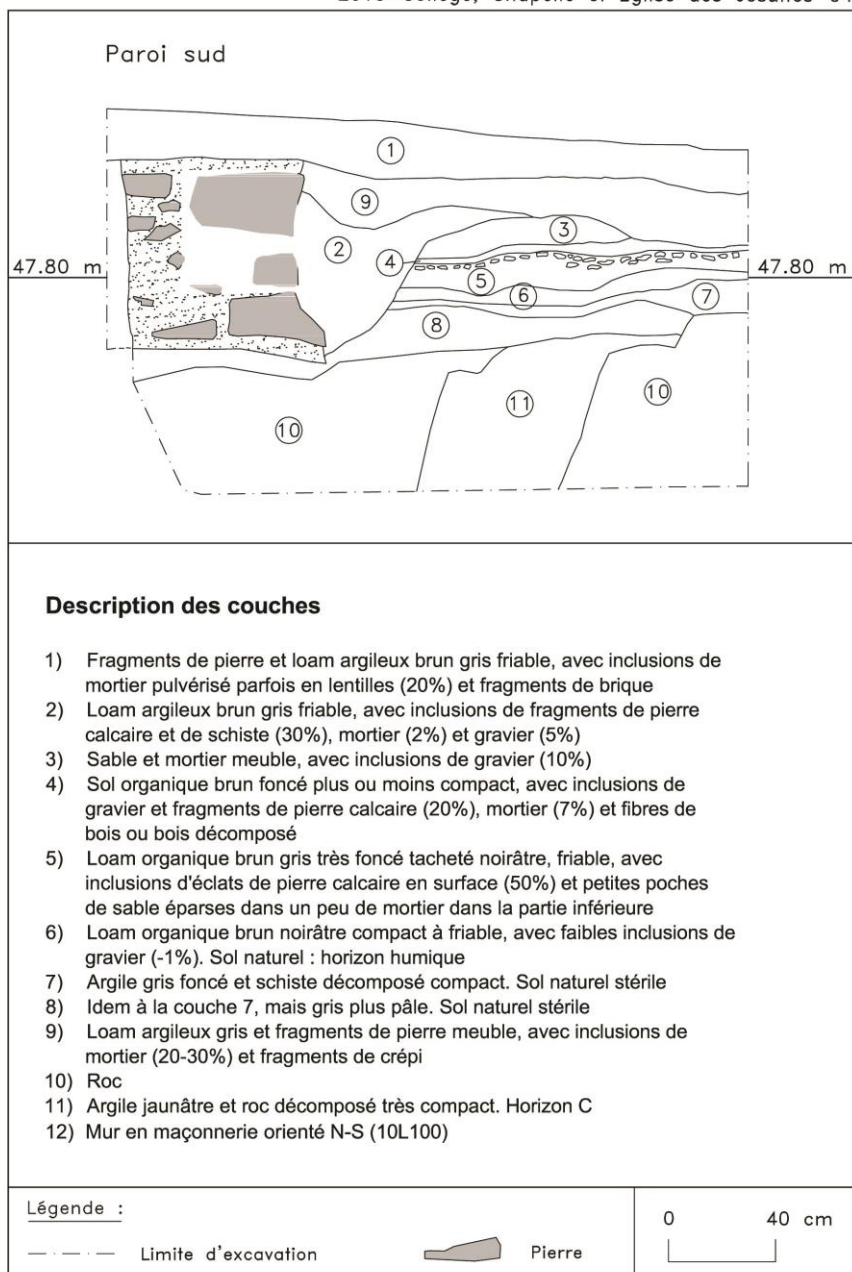 Paroi sud
1
9
3
2
4
47.80 m
47.80 m
5
6
7
8
10
11
10
Description des couches
1) Fragments de pierre et loam argileux brun gris friable, avec inclusions de
mortier pulvérisé parfois en lentilles (20%) et fragments de brique
2) Loam argileux brun gris friable, avec inclusions de fragments de pierre
calcaire et de schiste (30%), mortier (2%) et gravier (5%)
3) Sable et mortier meuble, avec inclusions de gravier (10%)
4) Sol organique brun foncé plus ou moins compact, avec inclusions de
gravier et fragments de pierre calcaire (20%), mortier (7%) et fibres de
bois ou bois décomposé
5) Loam organique brun gris très foncé tacheté noirâtre, friable, avec
inclusions d'éclats de pierre calcaire en surface (50%) et petites poches
de sable éparses dans un peu de mortier dans la partie inférieure
6) Loam organique brun noirâtre compact à friable, avec faibles inclusions de
gravier (-1%). Sol naturel : horizon humique
7) Argile gris foncé et schiste décomposé compact. Sol naturel stérile
8) Idem à la couche 7, mais gris plus pâle. Sol naturel stérile
9) Loam argileux gris et fragments de pierre meuble, avec inclusions de
mortier (20-30%) et fragments de crépi
10) Roc
11) Argile jaunâtre et roc décomposé très compact. Horizon C
12) Mur en maçonnerie orienté N-S (10L100)
Légende :
Limite d'excavation
Pierre
0 40 cm